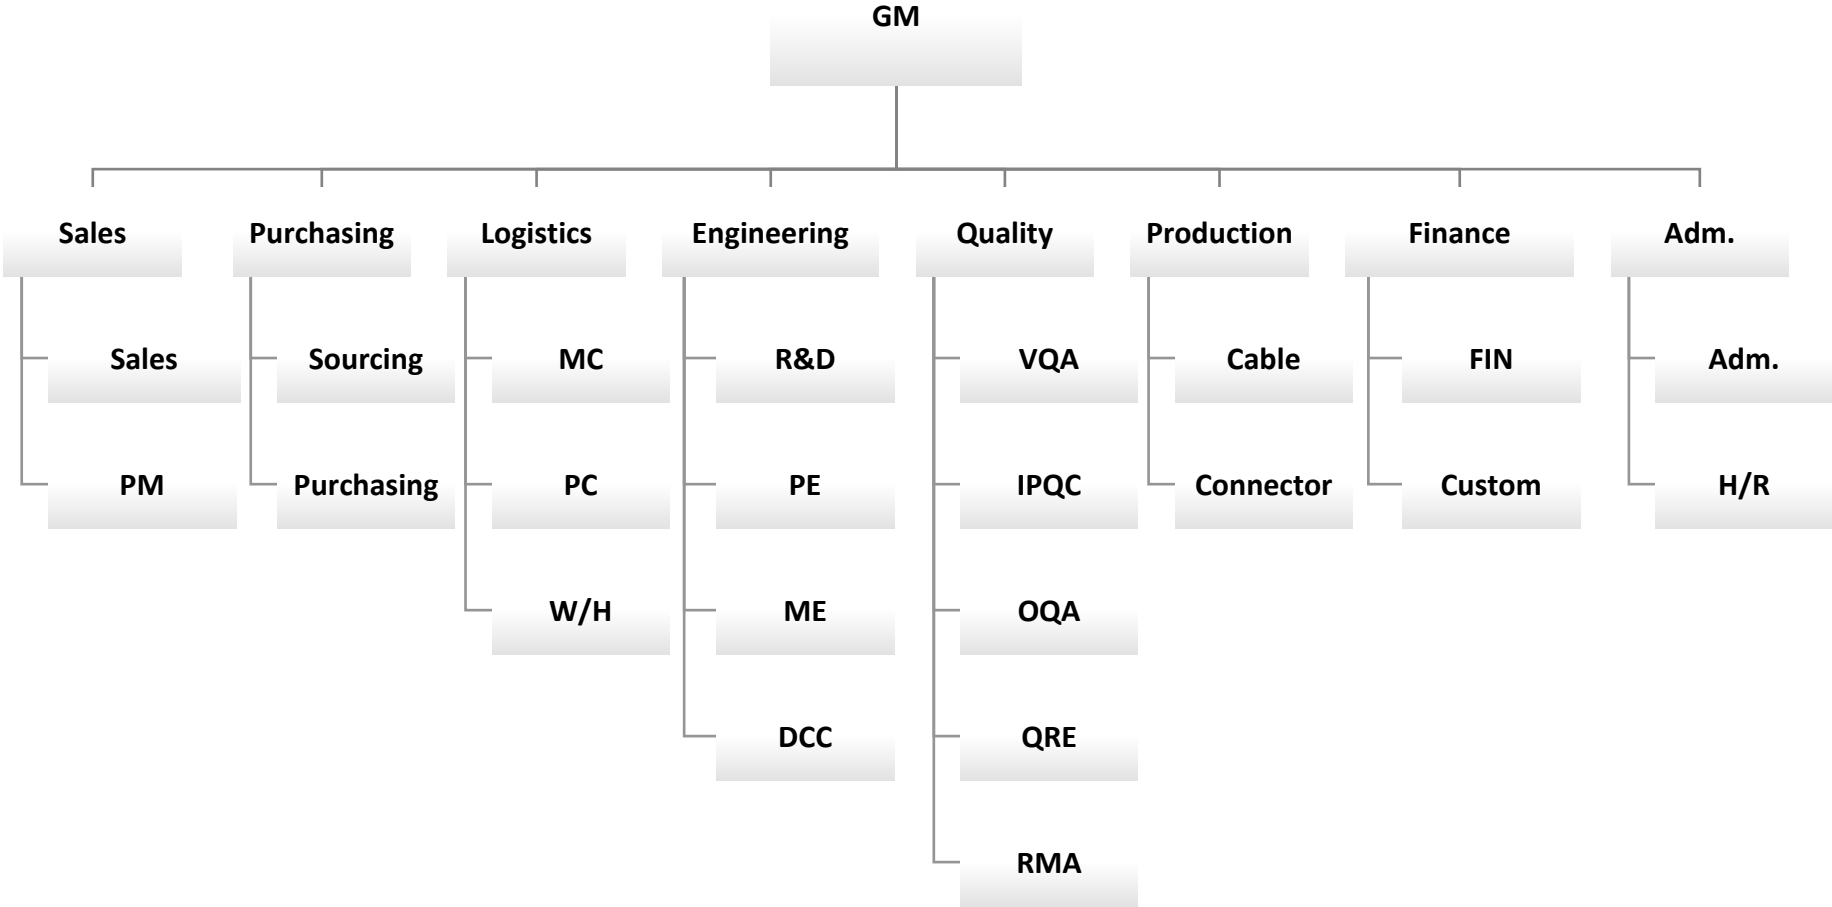 GM
Sales
Purchasing
Logistics
Engineering
Quality
Production
Finance
Adm.
Sales
Sourcing
MC
R&D
VQA
Cable
FIN
Adm.
PM
Purchasing
PC
PE
IPQC
Connector
Custom
H/R
W/H
ME
OQA
DCC
QRE
RMA